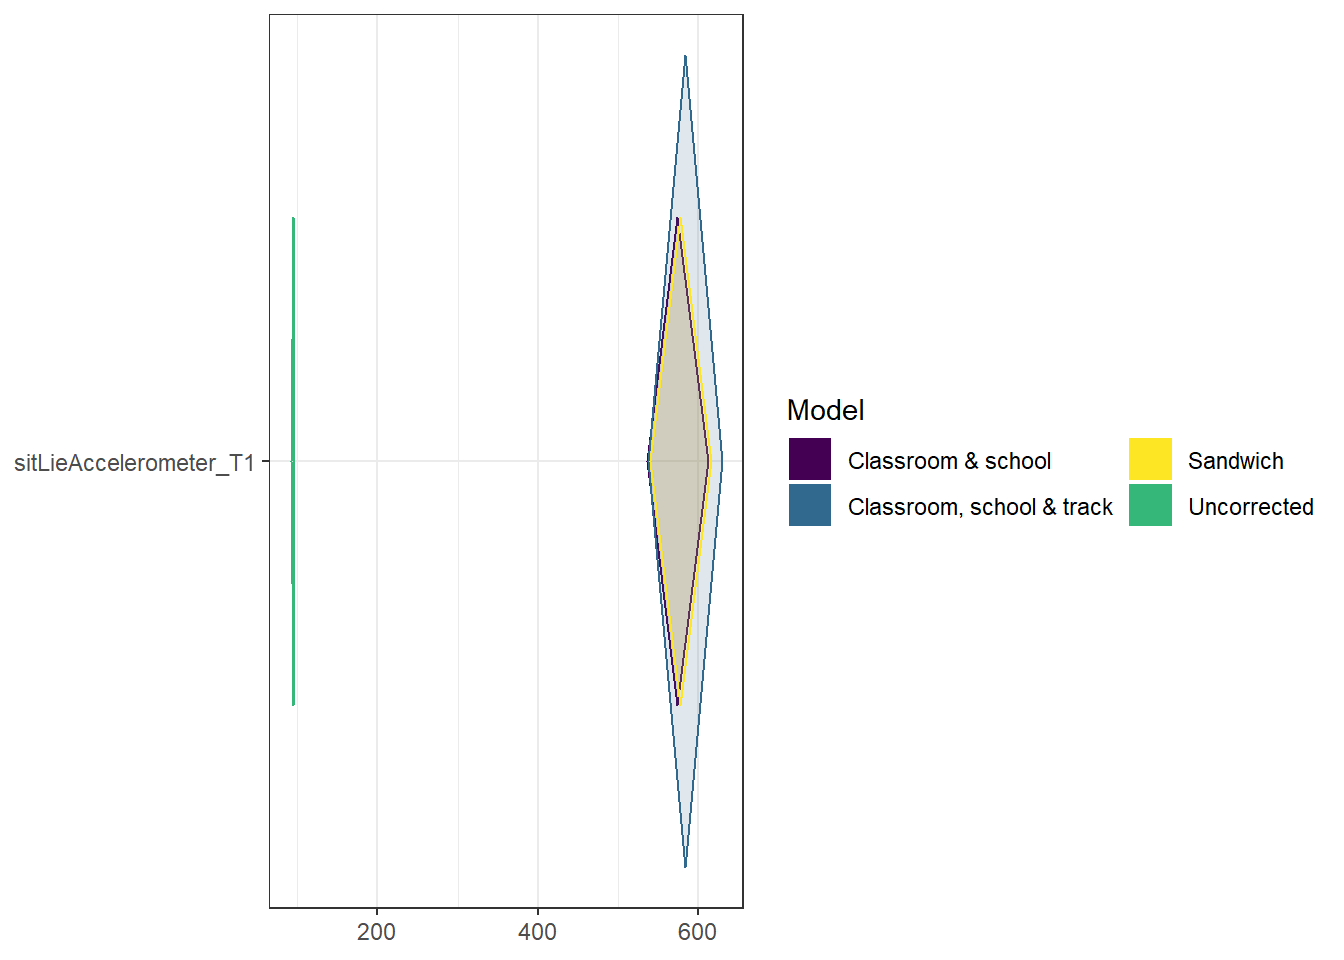 sitLieAccelerometer_T1
200 400 600
Model
Classroom & school Sandwich
Classroom, school & track Uncorrected